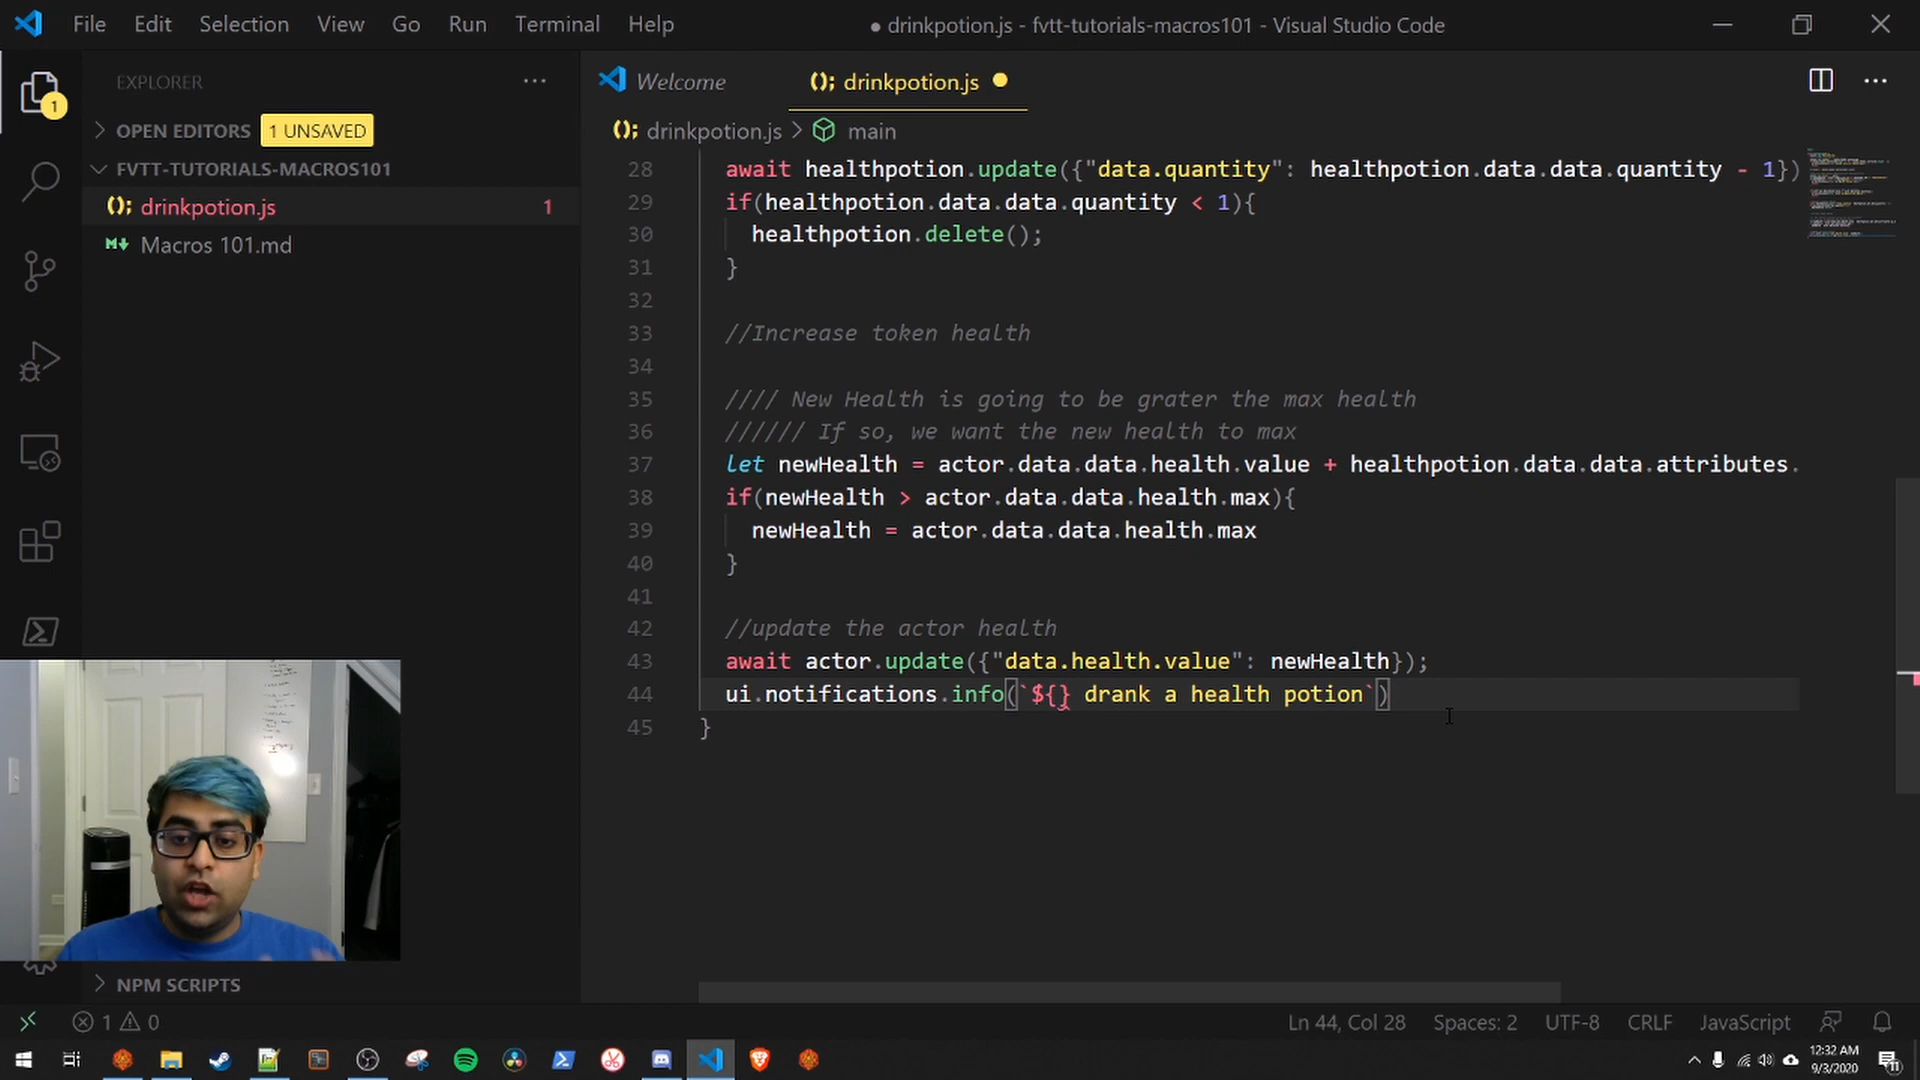 File Edit Selection View Go Run Terminal Help
● drinkpotion.js - fvtt-tutorials-macros101 - Visual Studio Code
EXPLORER
OPEN EDITORS 1 UNSAVED
FVTT-TUTORIALS-MACROS101
(); drinkpotion.js 1
Macros 101.md
1
NPM SCRIPTS
Welcome (); drinkpotion.js
(); drinkpotion.js > main
28 await healthpotion.update({"data.quantity": healthpotion.data.data.quantity - 1})
29 if(healthpotion.data.data.quantity < 1){
30 healthpotion.delete();
31 }
32
33 //Increase token health
34
35 //// New Health is going to be grater the max health
36 ////// If so, we want the new health to max
37 let newHealth = actor.data.data.health.value + healthpotion.data.data.attributes.
38 if(newHealth > actor.data.data.health.max){
39 newHealth = actor.data.data.health.max
40 }
41
42 //update the actor health
43 await actor.update({"data.health.value": newHealth});
44 ui.notifications.info(`${} drank a health potion`)
45 }
1 0
Ln 44, Col 28 Spaces: 2 UTF-8 CRLF JavaScript
12:32 AM
9/3/2020
11